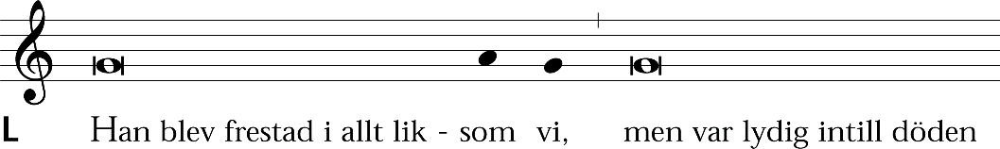 L Han blev frestad i allt lik - som vi, men var lydig intill döden